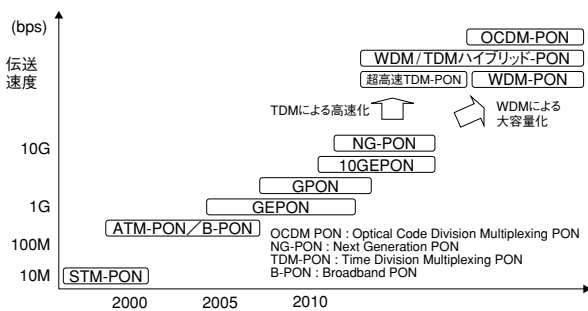 (bps)
伝送
速度
OCDM-PON
WDM/TDMハイブリッド-PON
超高速TDM-PON
WDM-PON
TDMによる高速化
WDMによる
大容量化
10G
NG-PON
10GEPON
GPON
1G
GEPON
ATM-PON/B-PON
100M
OCDM PON : Optical Code Division Multiplexing PON
NG-PON : Next Generation PON
TDM-PON : Time Division Multiplexing PON
B-PON : Broadband PON
10M
STM-PON
2000
2005
2010